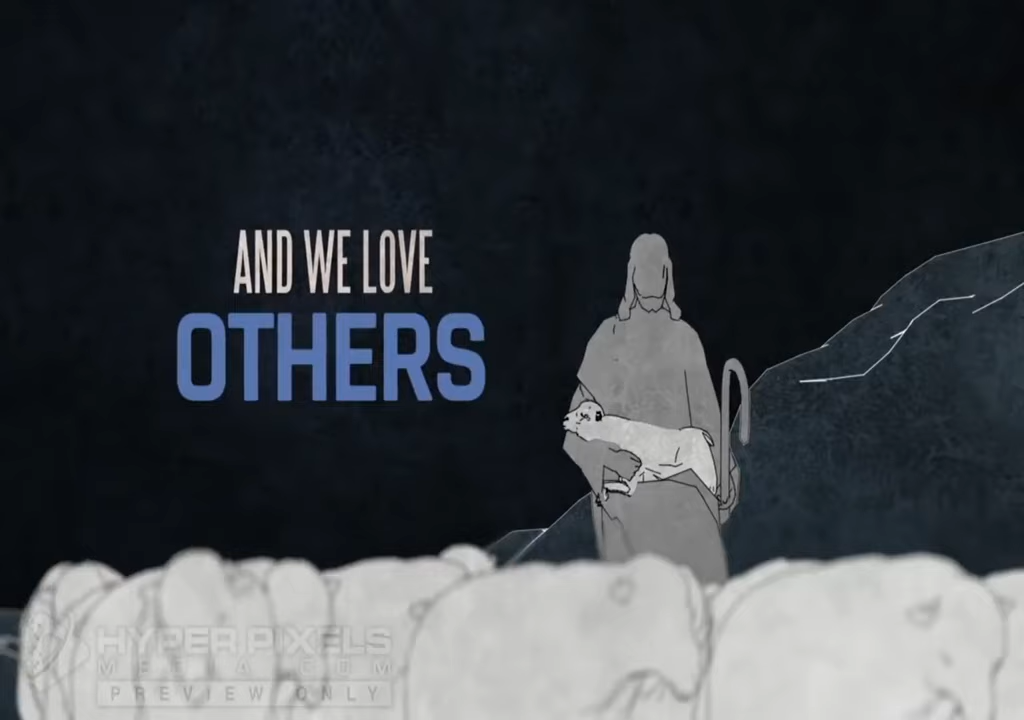 AND WE LOVE
OTHERS
HYPER PIXELS
MEDIA.COM
PREVIEW ONLY